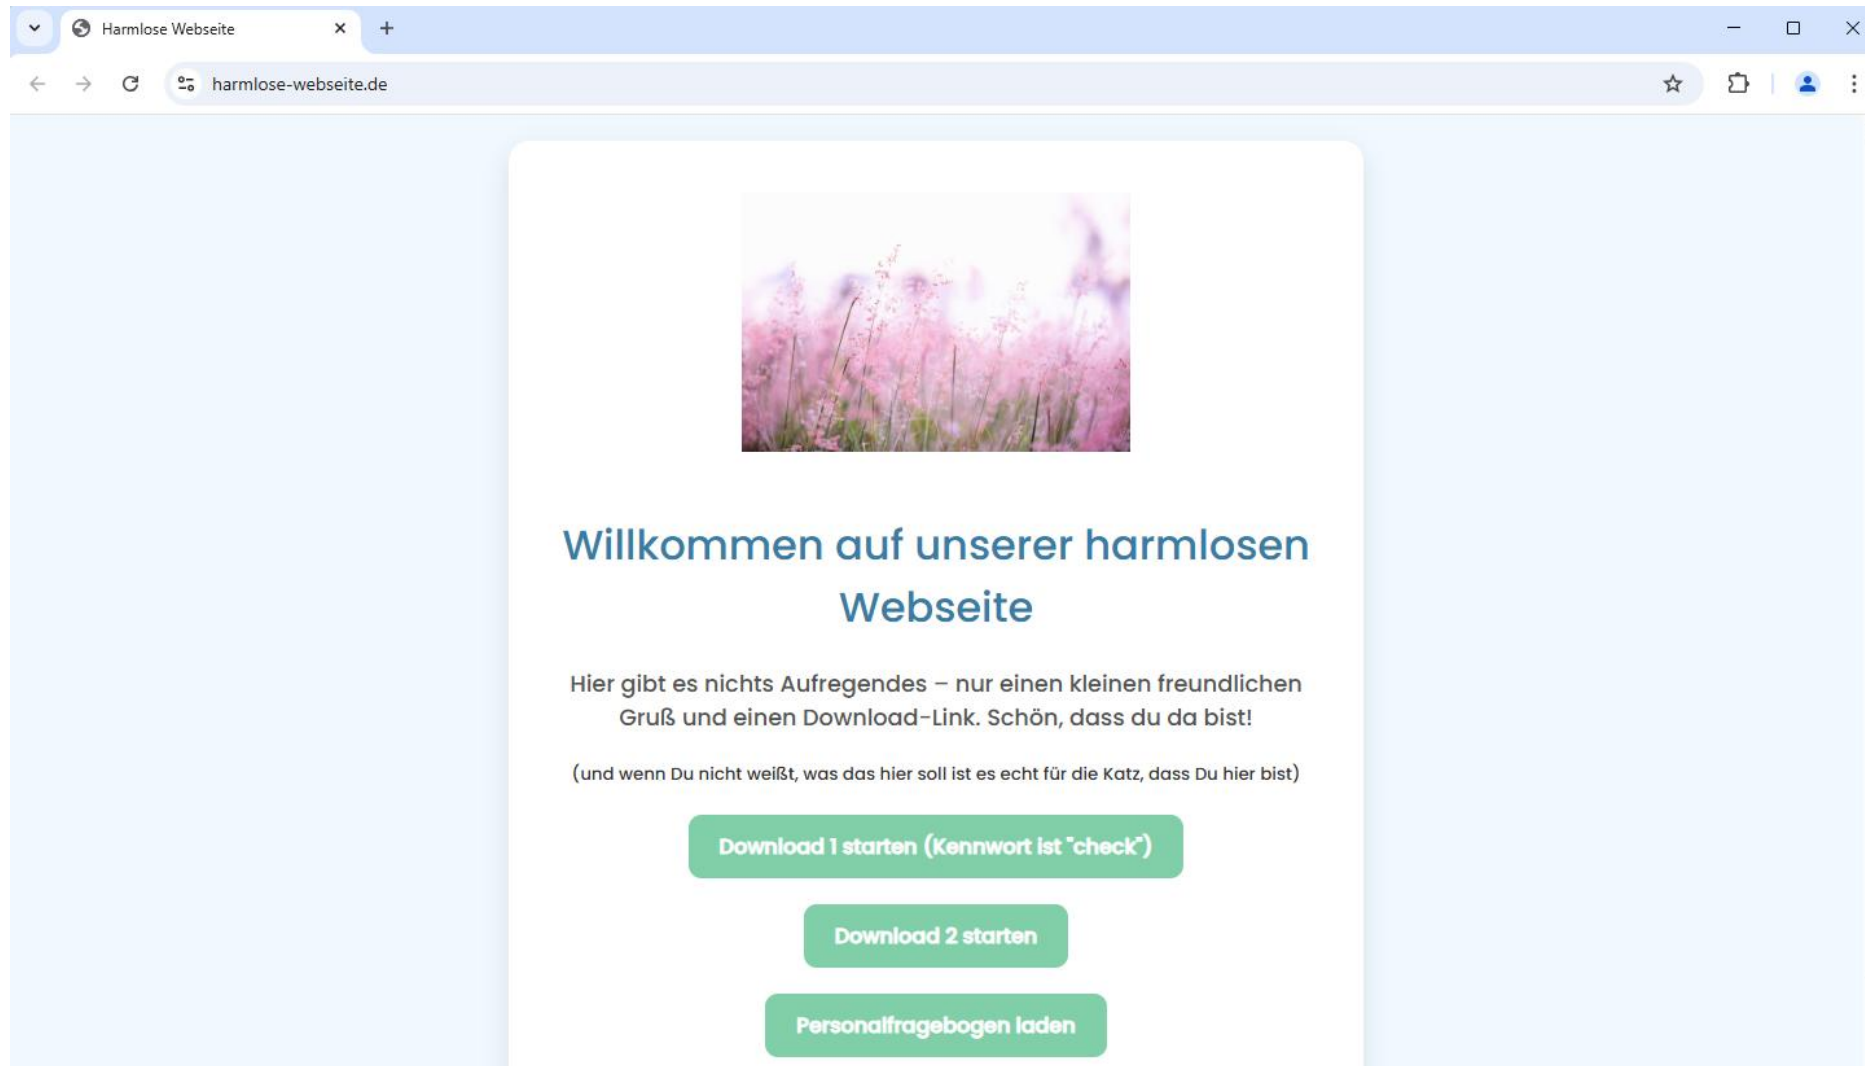 Harmlose Webseite
harmlose-webseite.de
Willkommen auf unserer harmlosen
Webseite
Hier gibt es nichts Aufregendes – nur einen kleinen freundlichen
Gruß und einen Download-Link. Schön, dass du da bist!
(und wenn Du nicht weißt, was das hier soll ist es echt für die Katz, dass Du hier bist)
Download 1 starten (Kennwort ist "check")
Download 2 starten
Personalfragebogen laden